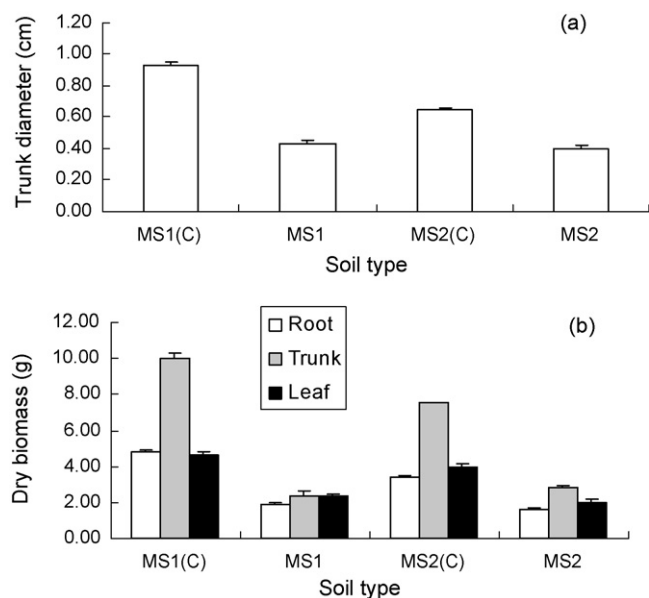 (a)
Trunk diameter (cm)
1.20
1.00
0.80
0.60
0.40
0.20
0.00
MS1(C) MS1 MS2(C) MS2
Soil type
(b)
Root
Trunk
Leaf
Dry biomass (g)
12.00
10.00
8.00
6.00
4.00
2.00
0.00
MS1(C) MS1 MS2(C) MS2
Soil type